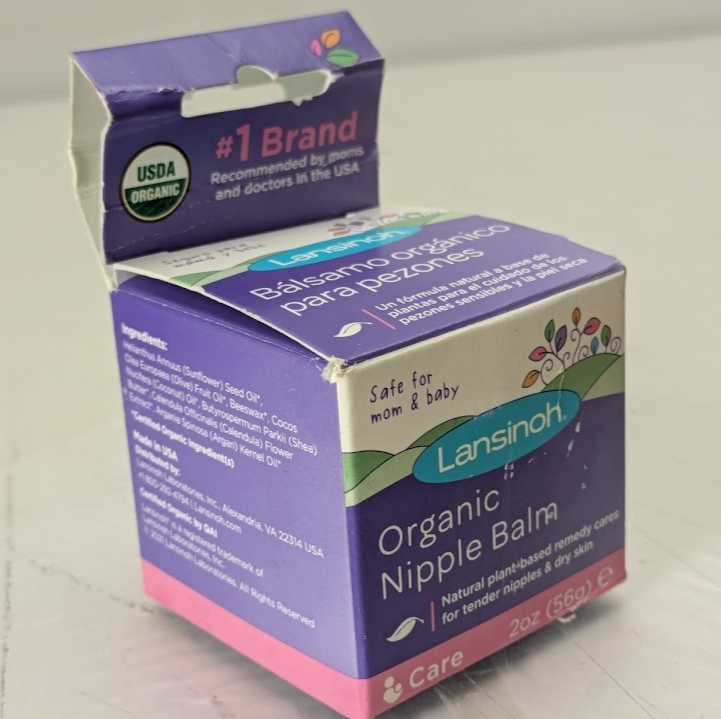 #1 Brand
Recommended by moms
and doctors in the USA
USDA
ORGANIC
Lansinoh
Bálsamo orgánico
para pezones
Un fórmula natural a base de
plantas para el cuidado de los
pezones sensibles y la piel seca
Safe for
mom & baby
Lansinoh®
Organic
Nipple Balm
Natural plant-based remedy cares
for tender nipples & dry skin
Care
2oz (56g) ℮
Ingredients:
Helianthus Annuus (Sunflower) Seed Oil*,
Olea Europaea (Olive) Fruit Oil*, Beeswax*, Cocos
Nucifera (Coconut) Oil*, Butyrospermum Parkii (Shea)
Butter*, Calendula Officinalis (Calendula) Flower
Extract*, Argania Spinosa (Argan) Kernel Oil*
*Certified Organic Ingredient(s)
Made in USA
Distributed by:
Lansinoh Laboratories, Inc., Alexandria, VA 22314 USA
Lansinoh.com
Certified Organic by QAI
Lansinoh® is a registered trademark of
Lansinoh Laboratories, Inc.
© 2021 Lansinoh Laboratories. All Rights Reserved